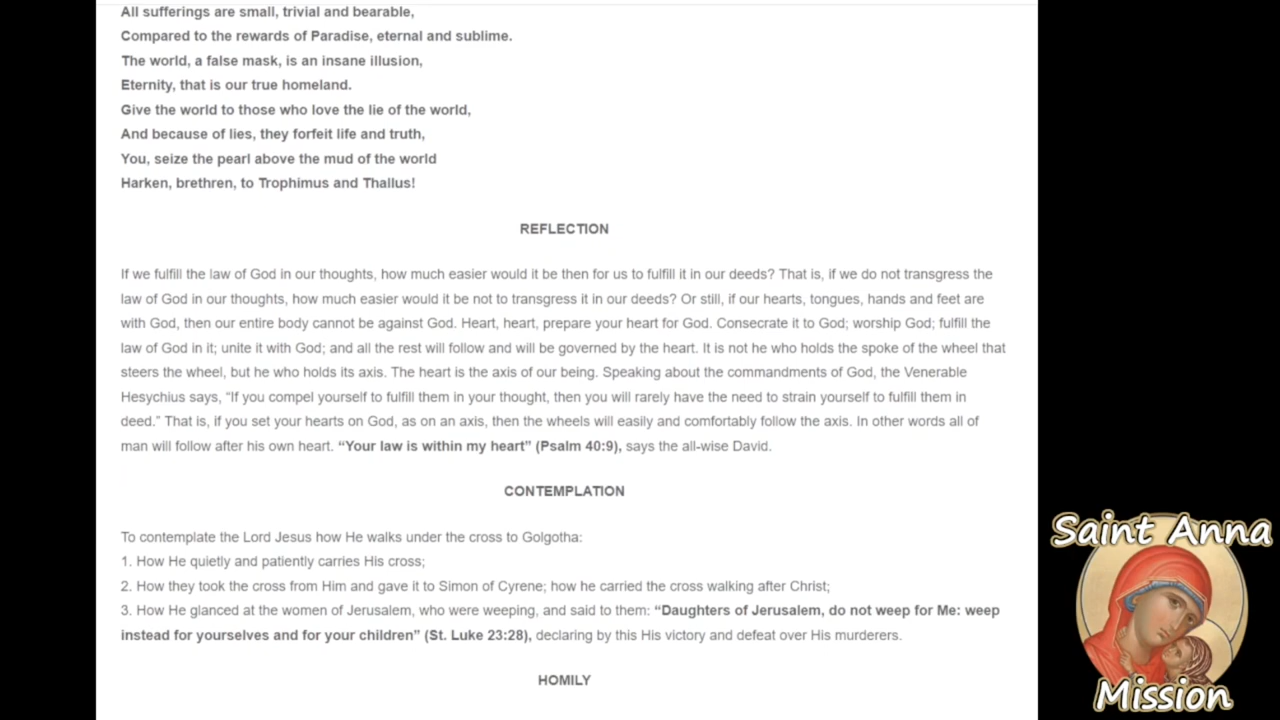 All sufferings are small, trivial and bearable,
Compared to the rewards of Paradise, eternal and sublime.
The world, a false mask, is an insane illusion,
Eternity, that is our true homeland.
Give the world to those who love the lie of the world,
And because of lies, they forfeit life and truth,
You, seize the pearl above the mud of the world
Harken, brethren, to Trophimus and Thallus!
REFLECTION
If we fulfill the law of God in our thoughts, how much easier would it be then for us to fulfill it in our deeds? That is, if we do not transgress the
law of God in our thoughts, how much easier would it be not to transgress it in our deeds? Or still, if our hearts, tongues, hands and feet are
with God, then our entire body cannot be against God. Heart, heart, prepare your heart for God. Consecrate it to God; worship God; fulfill the
law of God in it; unite it with God; and all the rest will follow and will be governed by the heart. It is not he who holds the spoke of the wheel that
steers the wheel, but he who holds its axis. The heart is the axis of our being. Speaking about the commandments of God, the Venerable
Hesychius says, “If you compel yourself to fulfill them in your thought, then you will rarely have the need to strain yourself to fulfill them in
deed.” That is, if you set your hearts on God, as on an axis, then the wheels will easily and comfortably follow the axis. In other words all of
man will follow after his own heart. “Your law is within my heart” (Psalm 40:9), says the all-wise David.
CONTEMPLATION
To contemplate the Lord Jesus how He walks under the cross to Golgotha:
1. How He quietly and patiently carries His cross;
2. How they took the cross from Him and gave it to Simon of Cyrene; how he carried the cross walking after Christ;
3. How He glanced at the women of Jerusalem, who were weeping, and said to them: “Daughters of Jerusalem, do not weep for Me: weep
instead for yourselves and for your children” (St. Luke 23:28), declaring by this His victory and defeat over His murderers.
HOMILY
Saint Anna
Mission